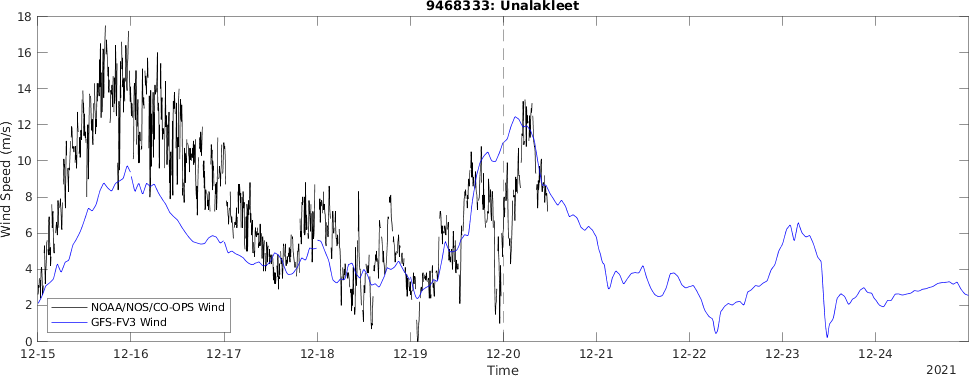 9468333: Unalakleet
18
16
14
12
10
8
6
4
2
0
Wind Speed (m/s)
NOAA/NOS/CO-OPS Wind
GFS-FV3 Wind
12-15 12-16 12-17 12-18 12-19 12-20 12-21 12-22 12-23 12-24
Time
2021